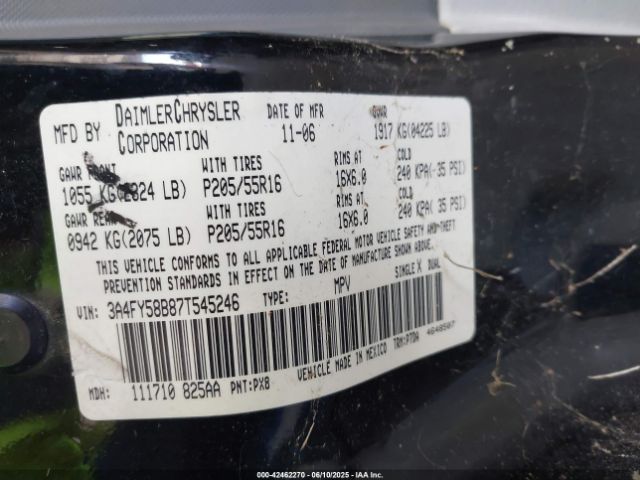 MFD BY DAIMLERCHRYSLER CORPORATION
DATE OF MFR 11-06
GVWR 1917 KG(04225 LB)
GAWR FRONT WITH TIRES RIMS AT COLD
1055 KG(2324 LB) P205/55R16 16X6.0 240 KPA( 35 PSI)
GAWR REAR WITH TIRES RIMS AT COLD
0942 KG(2075 LB) P205/55R16 16X6.0 240 KPA( 35 PSI)
THIS VEHICLE CONFORMS TO ALL APPLICABLE FEDERAL MOTOR VEHICLE SAFETY AND THEFT
PREVENTION STANDARDS IN EFFECT ON THE DATE OF MANUFACTURE SHOWN ABOVE.
VIN: 3A4FY58B87T545246 TYPE: MPV SINGLE X DUAL
4648507
VEHICLE MADE IN MEXICO TRM:P7DA
MDH: 111710 825AA PNT:PX8
000-42462270 - 06/10/2025 - IAA Inc.